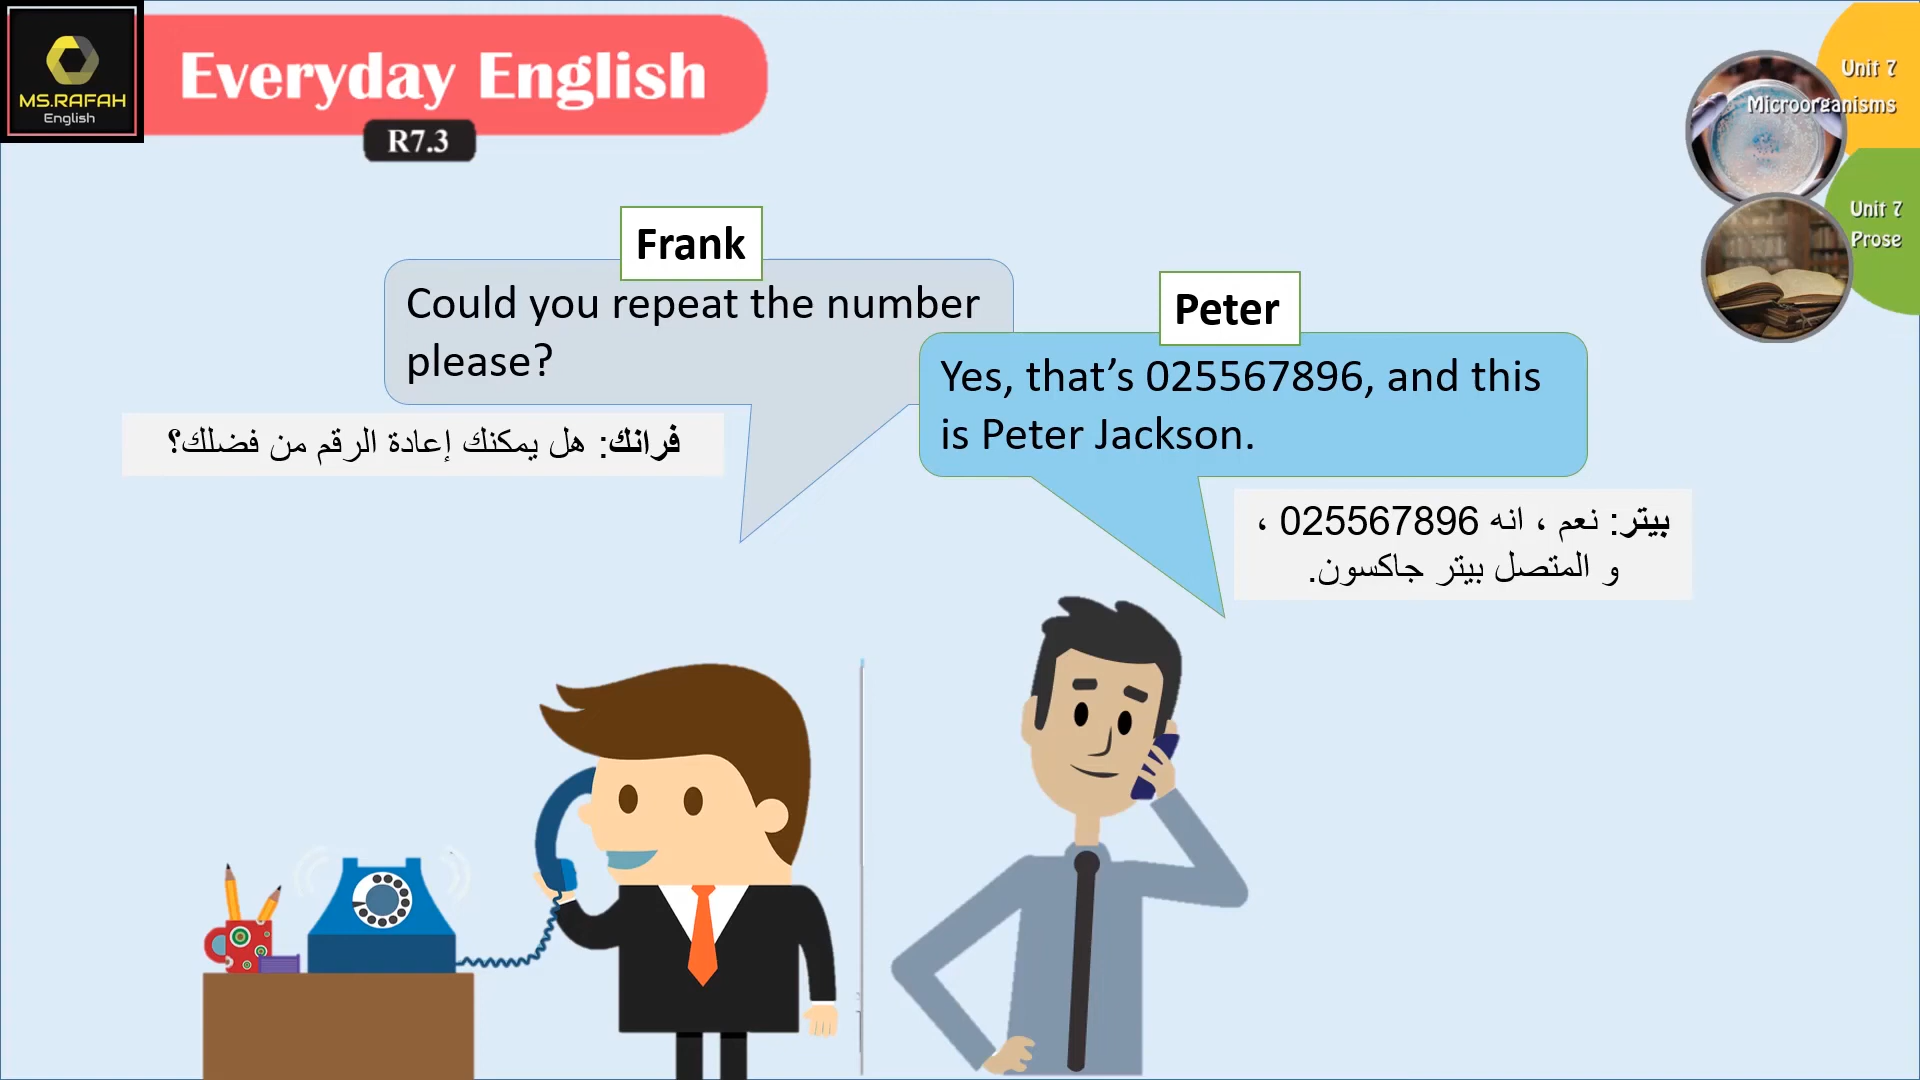 MS.RAFAH
English
Everyday English
R7.3
Unit 7
Microorganisms
Unit 7
Prose
Frank
Could you repeat the number
please?
فرانك: هل يمكنك إعادة الرقم من فضلك؟
Peter
Yes, that’s 025567896, and this
is Peter Jackson.
بيتر: نعم ، انه 025567896 ،
و المتصل بيتر جاكسون.